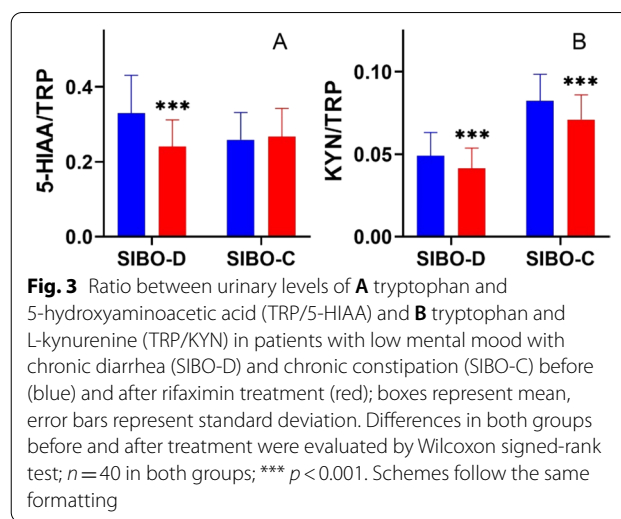 A
5-HIAA/TRP
0.4
0.2
0.0
***
SIBO-D SIBO-C
B
KYN/TRP
0.10
0.05
0.00
***
***
SIBO-D SIBO-C
Fig. 3 Ratio between urinary levels of A tryptophan and
5-hydroxyaminoacetic acid (TRP/5-HIAA) and B tryptophan and
L-kynurenine (TRP/KYN) in patients with low mental mood with
chronic diarrhea (SIBO-D) and chronic constipation (SIBO-C) before
(blue) and after rifaximin treatment (red); boxes represent mean,
error bars represent standard deviation. Differences in both groups
before and after treatment were evaluated by Wilcoxon signed-rank
test; n = 40 in both groups; *** p < 0.001. Schemes follow the same
formatting